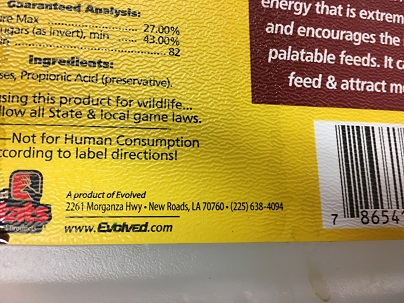 Guaranteed Analysis:
ure Max 27.00%
ugars (as invert), min 43.00%
82
Ingredients:
ses, Propionic Acid (preservative).
using this product for wildlife...
llow all State & local game laws.
Not for Human Consumption
ccording to label directions!
A product of Evolved
2261 Morganza Hwy • New Roads, LA 70760 • (225) 638-4094
www.Evolved.com
energy that is extrem
and encourages the
palatable feeds. It ca
feed & attract mo
7 8654